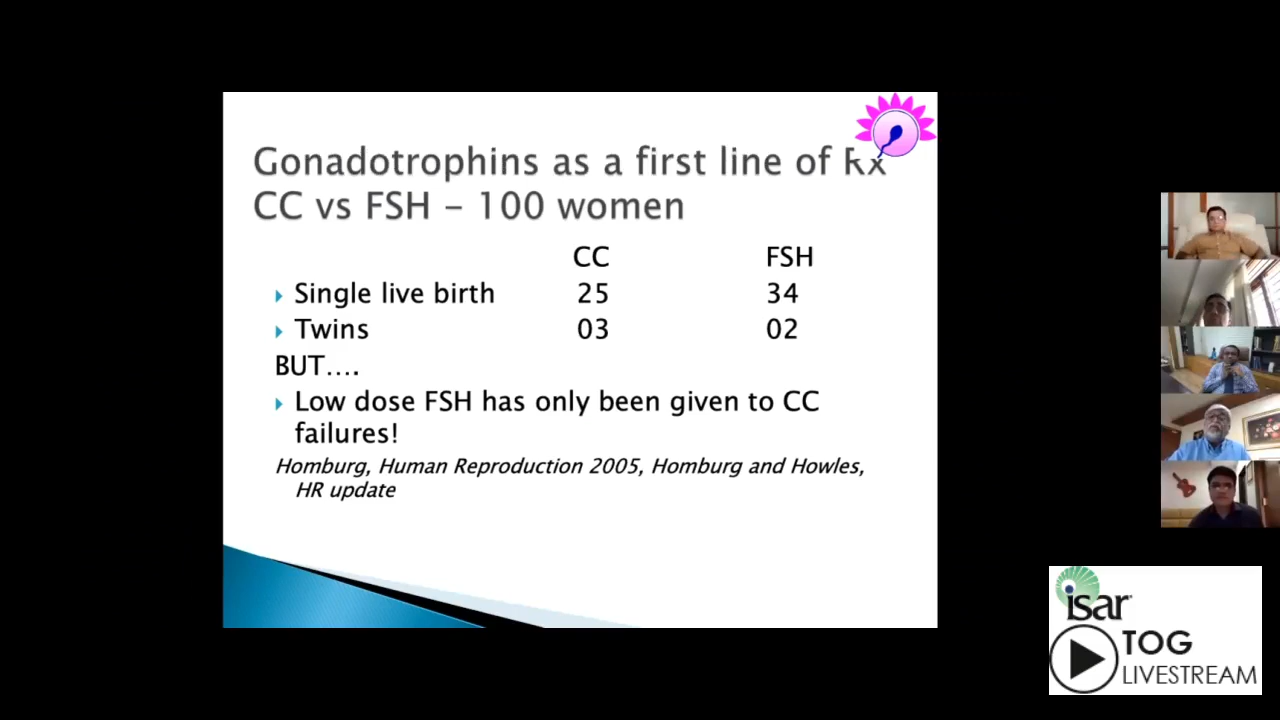 Gonadotrophins as a first line of Rx
CC vs FSH – 100 women
CC FSH
Single live birth 25 34
Twins 03 02
BUT....
Low dose FSH has only been given to CC
failures!
Homburg, Human Reproduction 2005, Homburg and Howles,
HR update
isar
TOG
LIVESTREAM